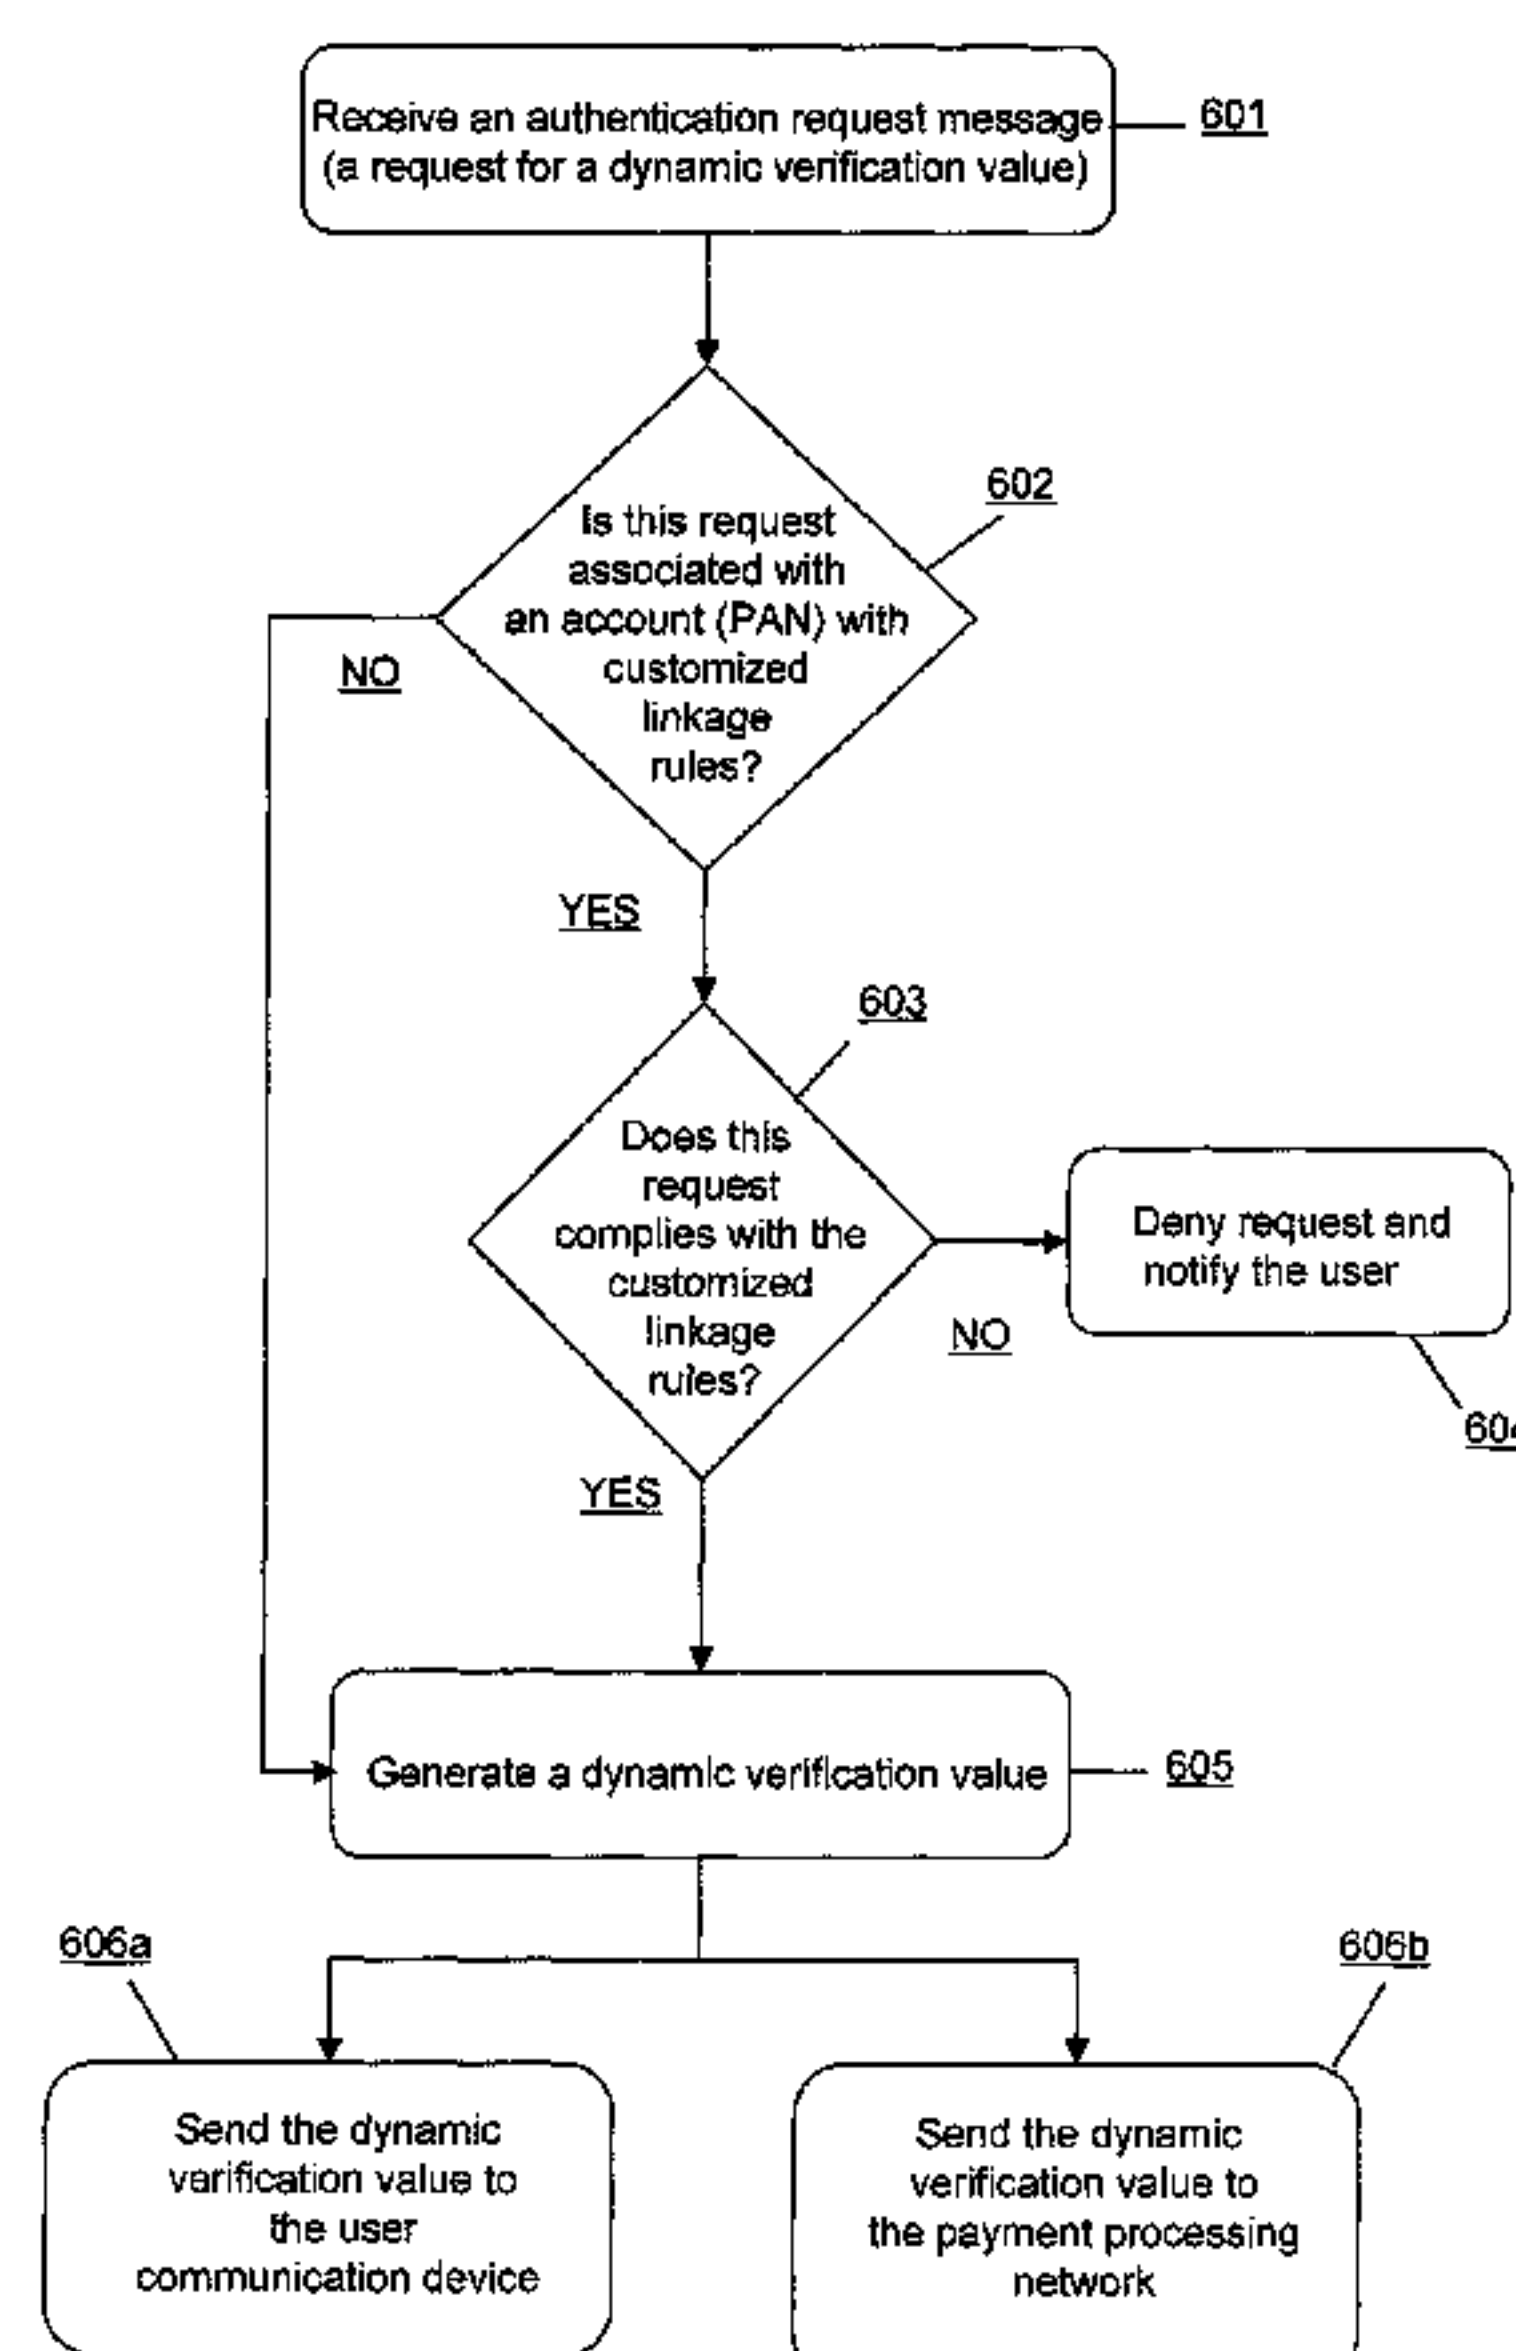 Receive an authentication request message
(a request for a dynamic verification value)
601
602
Is this request
associated with
an account (PAN) with
customized
linkage
rules?
NO
YES
603
Does this
request
complies with the
customized
linkage
rules?
Deny request and
notify the user
NO
YES
Generate a dynamic verification value
605
606a
606b
Send the dynamic
verification value to
the user
communication device
Send the dynamic
verification value to
the payment processing
network